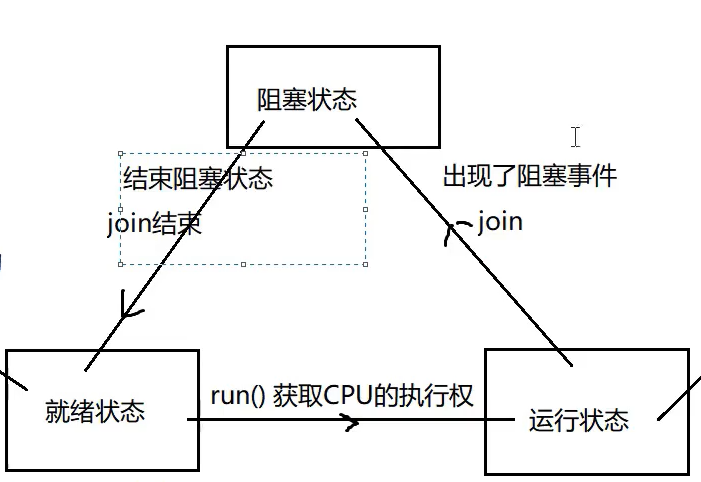 阻塞状态
结束阻塞状态
join结束
出现了阻塞事件
join
就绪状态
run() 获取CPU的执行权
运行状态